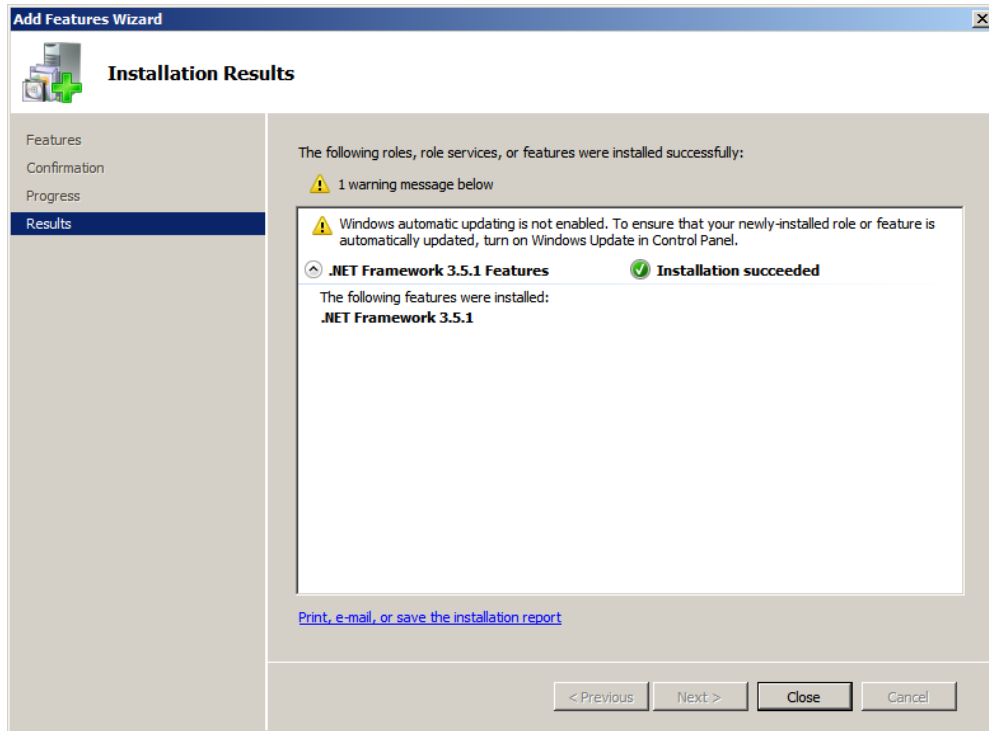 Add Features Wizard
Installation Results
Features
Confirmation
Progress
Results
The following roles, role services, or features were installed successfully:
1 warning message below
Windows automatic updating is not enabled. To ensure that your newly-installed role or feature is
automatically updated, turn on Windows Update in Control Panel.
.NET Framework 3.5.1 Features Installation succeeded
The following features were installed:
.NET Framework 3.5.1
Print, e-mail, or save the installation report
< Previous Next > Close Cancel